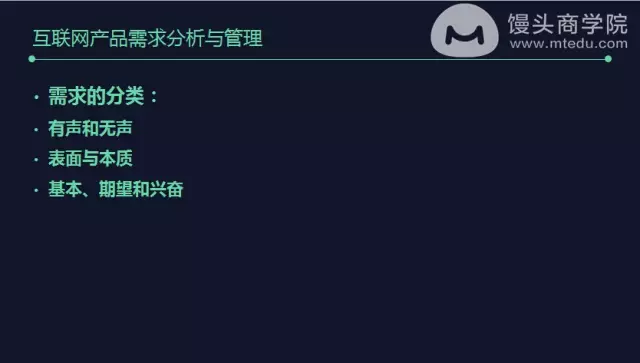 互联网产品需求分析与管理
馒头商学院
www.mtedu.com
• 需求的分类：
• 有声和无声
• 表面与本质
• 基本、期望和兴奋